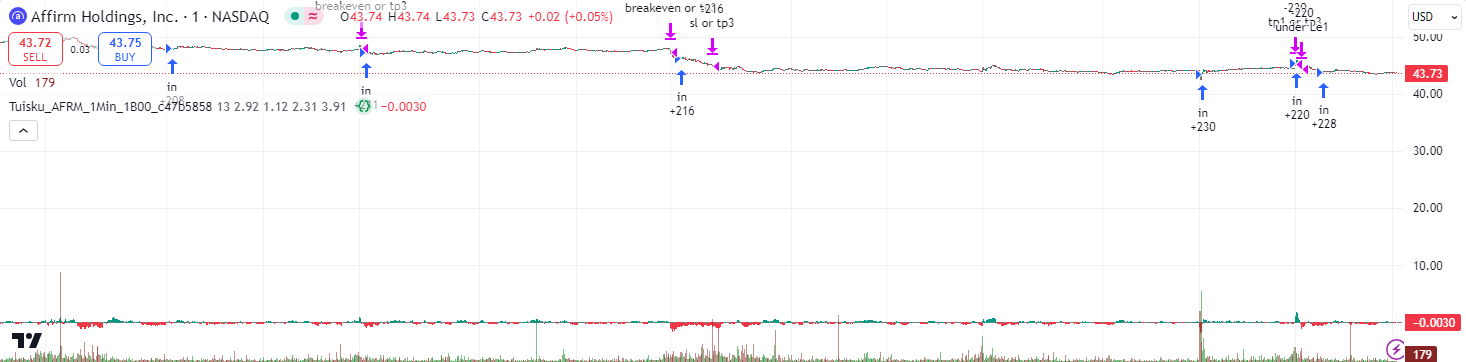 Affirm Holdings, Inc. · 1 · NASDAQ
O43.74 H43.74 L43.73 C43.73 +0.02 (+0.05%)
breakeven or tp3
43.72
SELL
0.03
43.75
BUY
Vol 179
Tuisku_AFRM_1Min_1B00_c47b5858 13 2.92 1.12 2.31 3.91 −0.0030
in
in
breakeven or
-216
sl or tp3
in
+216
in
+230
-220
tp1 or tp3
under Le1
in
+220
in
+228
USD
50.00
43.73
40.00
30.00
20.00
10.00
−0.0030
179